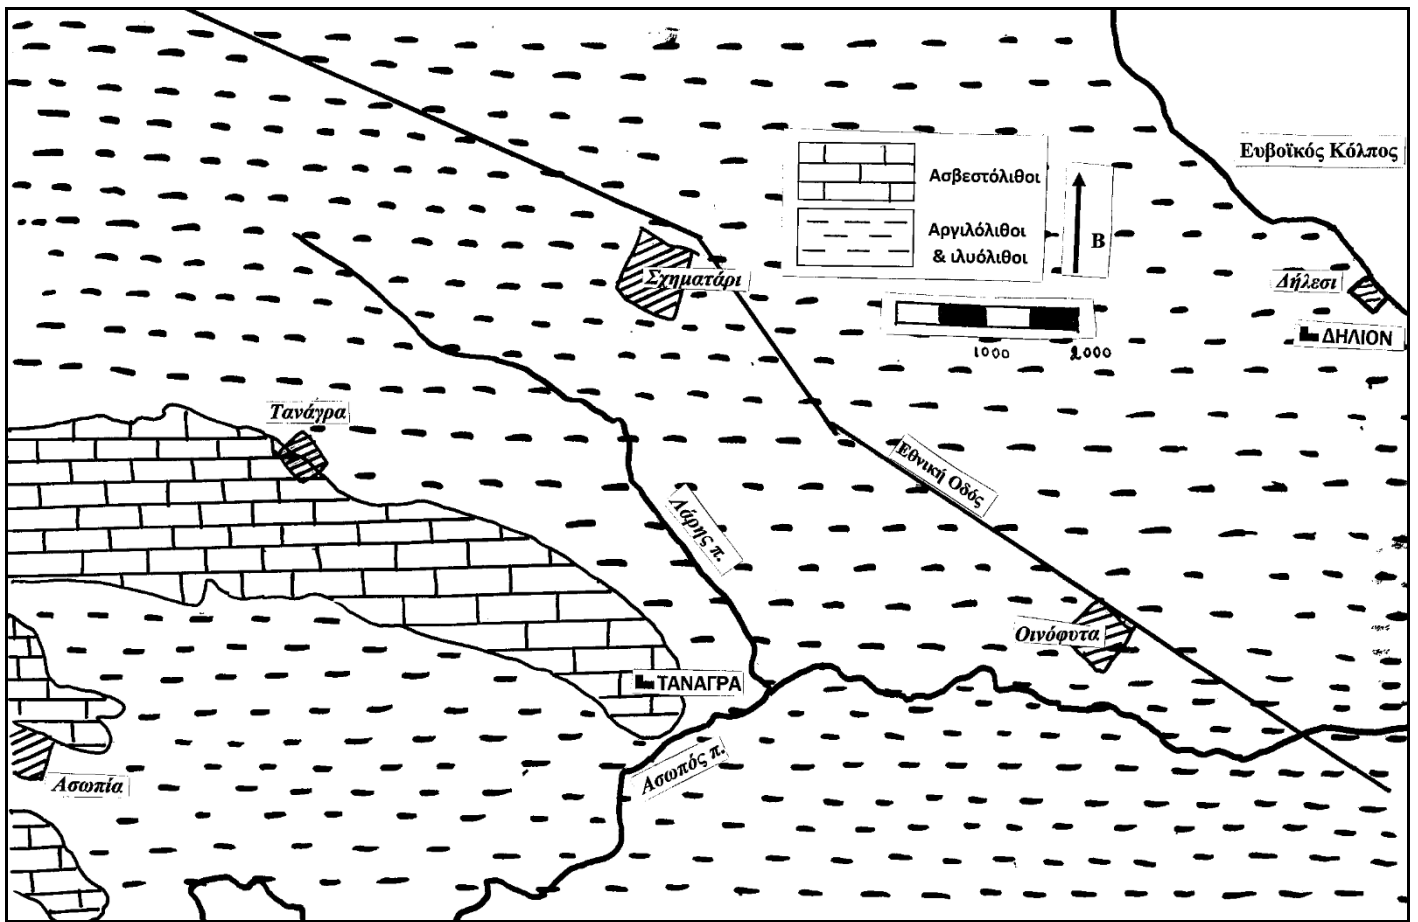 Ευβοϊκός Κόλπος
Ασβεστόλιθοι
Αργιλόλιθοι
& ιλυόλιθοι
Β
Σχηματάρι
Δήλεσι
ΔΗΛΙΟΝ
1000 2000
Τανάγρα
Εθνική Οδός
Λάρης π.
Οινόφυτα
ΤΑΝΑΓΡΑ
Ασωπός π.
Ασωπία